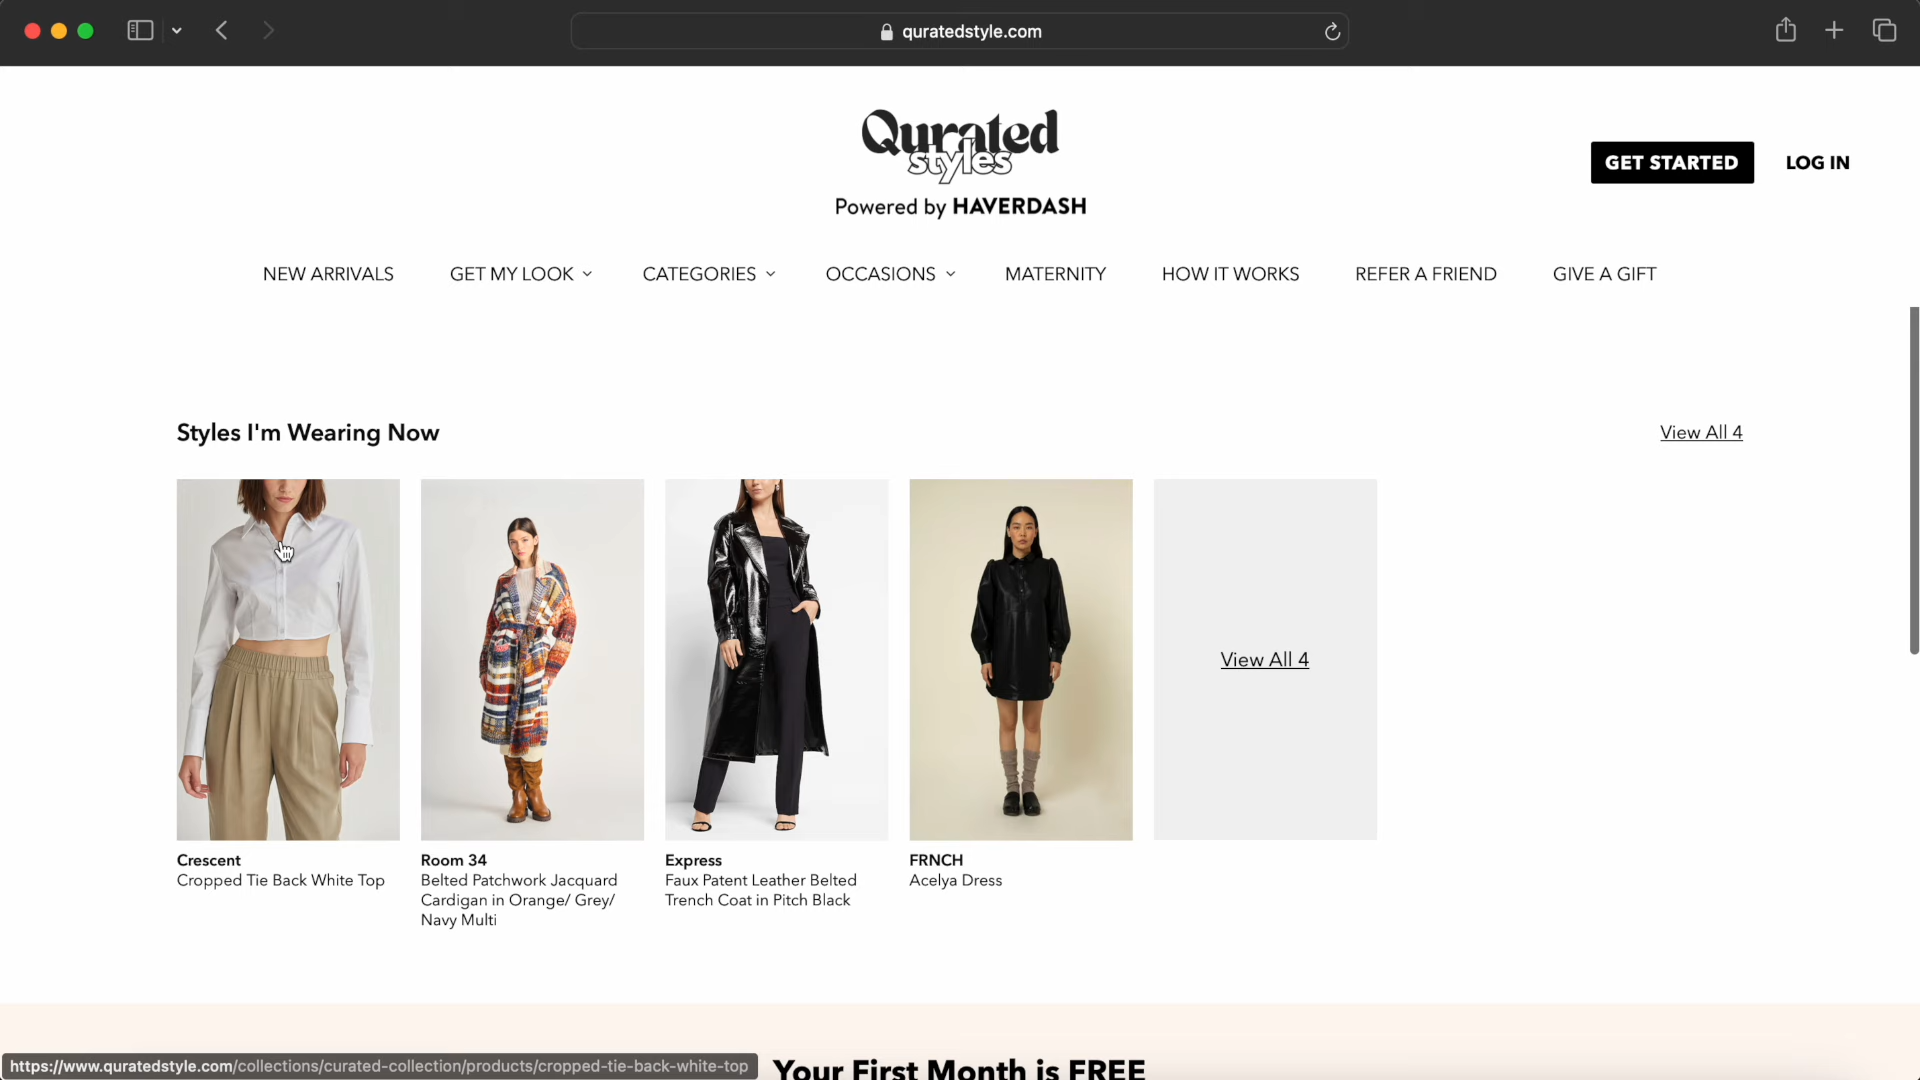 quratedstyle.com
Qurated
styles
Powered by HAVERDASH
GET STARTED
LOG IN
NEW ARRIVALS
GET MY LOOK
CATEGORIES
OCCASIONS
MATERNITY
HOW IT WORKS
REFER A FRIEND
GIVE A GIFT
Styles I'm Wearing Now
View All 4
View All 4
Crescent
Cropped Tie Back White Top
Room 34
Belted Patchwork Jacquard
Cardigan in Orange/ Grey/
Navy Multi
Express
Faux Patent Leather Belted
Trench Coat in Pitch Black
FRNCH
Acelya Dress
Your First Month is FREE
https://www.quratedstyle.com/collections/curated-collection/products/cropped-tie-back-white-top